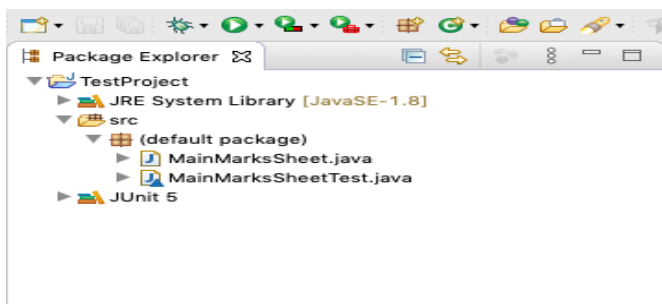 Package Explorer
TestProject
JRE System Library [JavaSE-1.8]
src
(default package)
MainMarksSheet.java
MainMarksSheetTest.java
JUnit 5